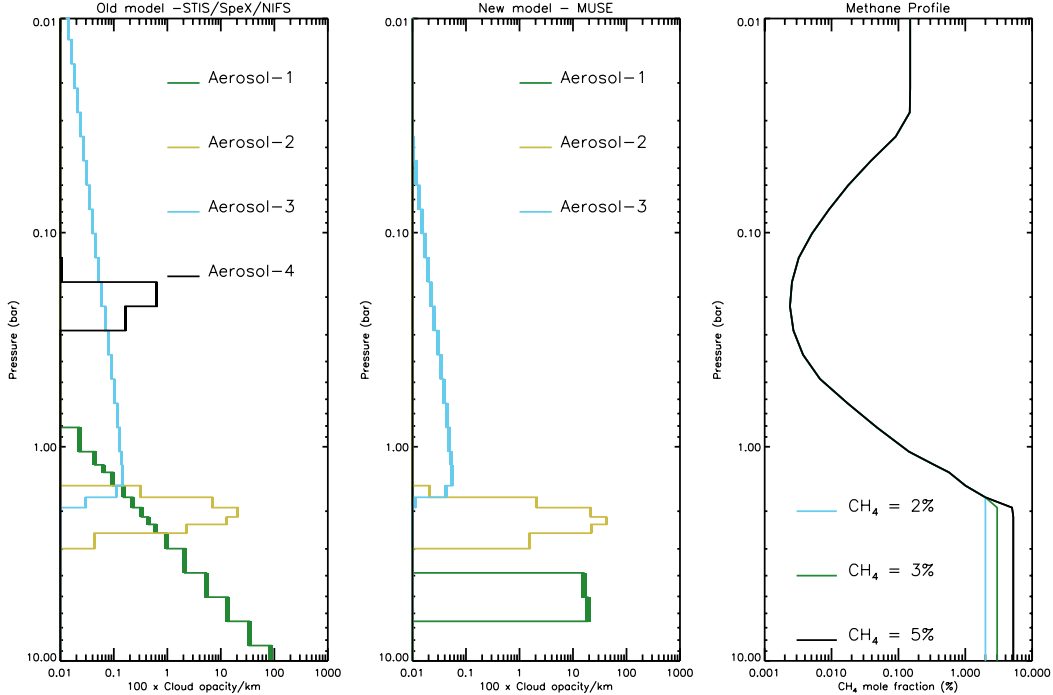 Old model -STIS/SpeX/NIFS
Aerosol-1
Aerosol-2
Aerosol-3
Aerosol-4
0.01
0.10
1.00
10.00
Pressure (bar)
0.01
0.1
1
10
100
1000
100 x Cloud opacity/km
New model - MUSE
Aerosol-1
Aerosol-2
Aerosol-3
0.01
0.10
1.00
10.00
Pressure (bar)
0.01
0.1
1
10
100
1000
100 x Cloud opacity/km
Methane Profile
0.01
0.10
1.00
10.00
Pressure (bar)
CH₄ = 2%
CH₄ = 3%
CH₄ = 5%
0.001
0.010
0.100
1.000
10.000
CH₄ mole fraction (%)